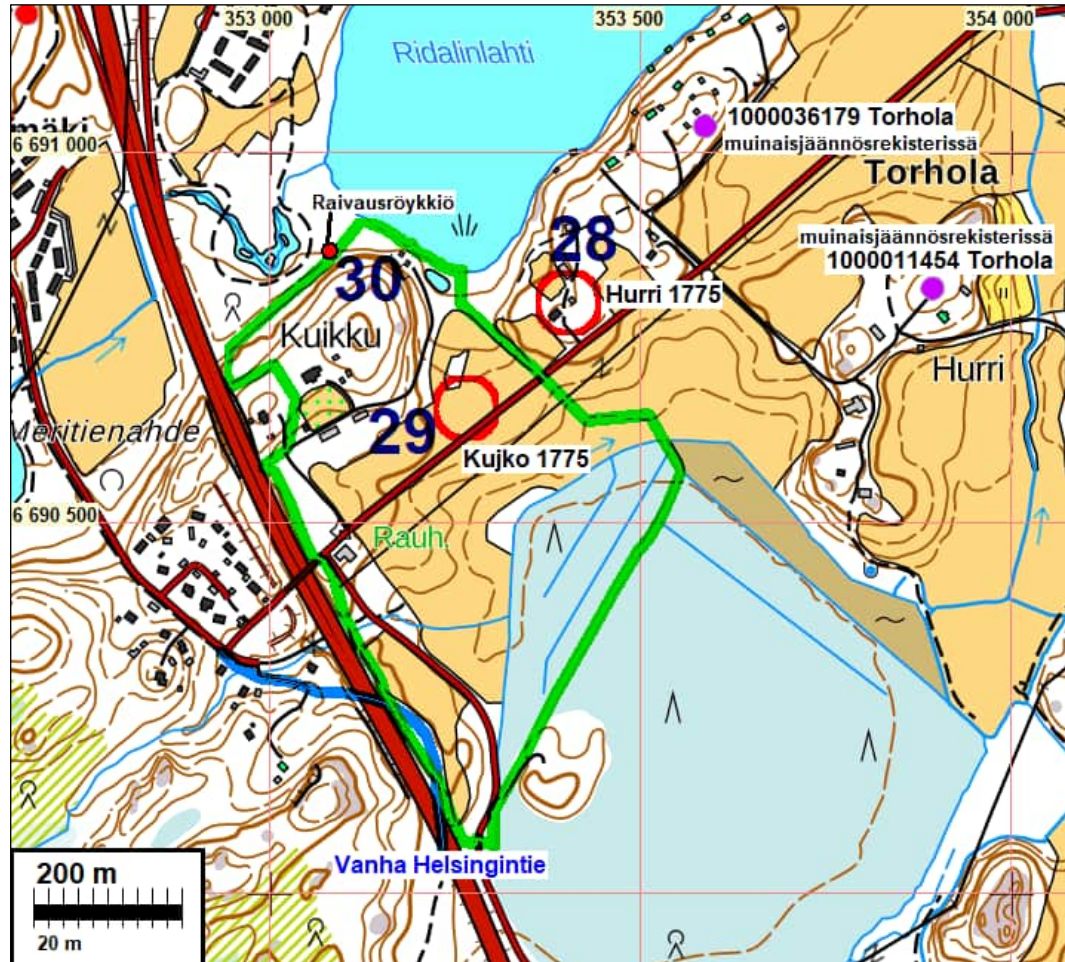 353 000
353 500
354 000
Ridalinlahti
1000036179 Torhola
muinaisjäännösrekisterissä
mäki
6 691 000
Torhola
Raivausröykkiö
muinaisjäännösrekisterissä
1000011454 Torhola
28
30
Hurri 1775
Kuikku
Hurri
29
Meritienahde
Kujko 1775
6 690 500
Rauh.
Vanha Helsingintie
200 m
20 m